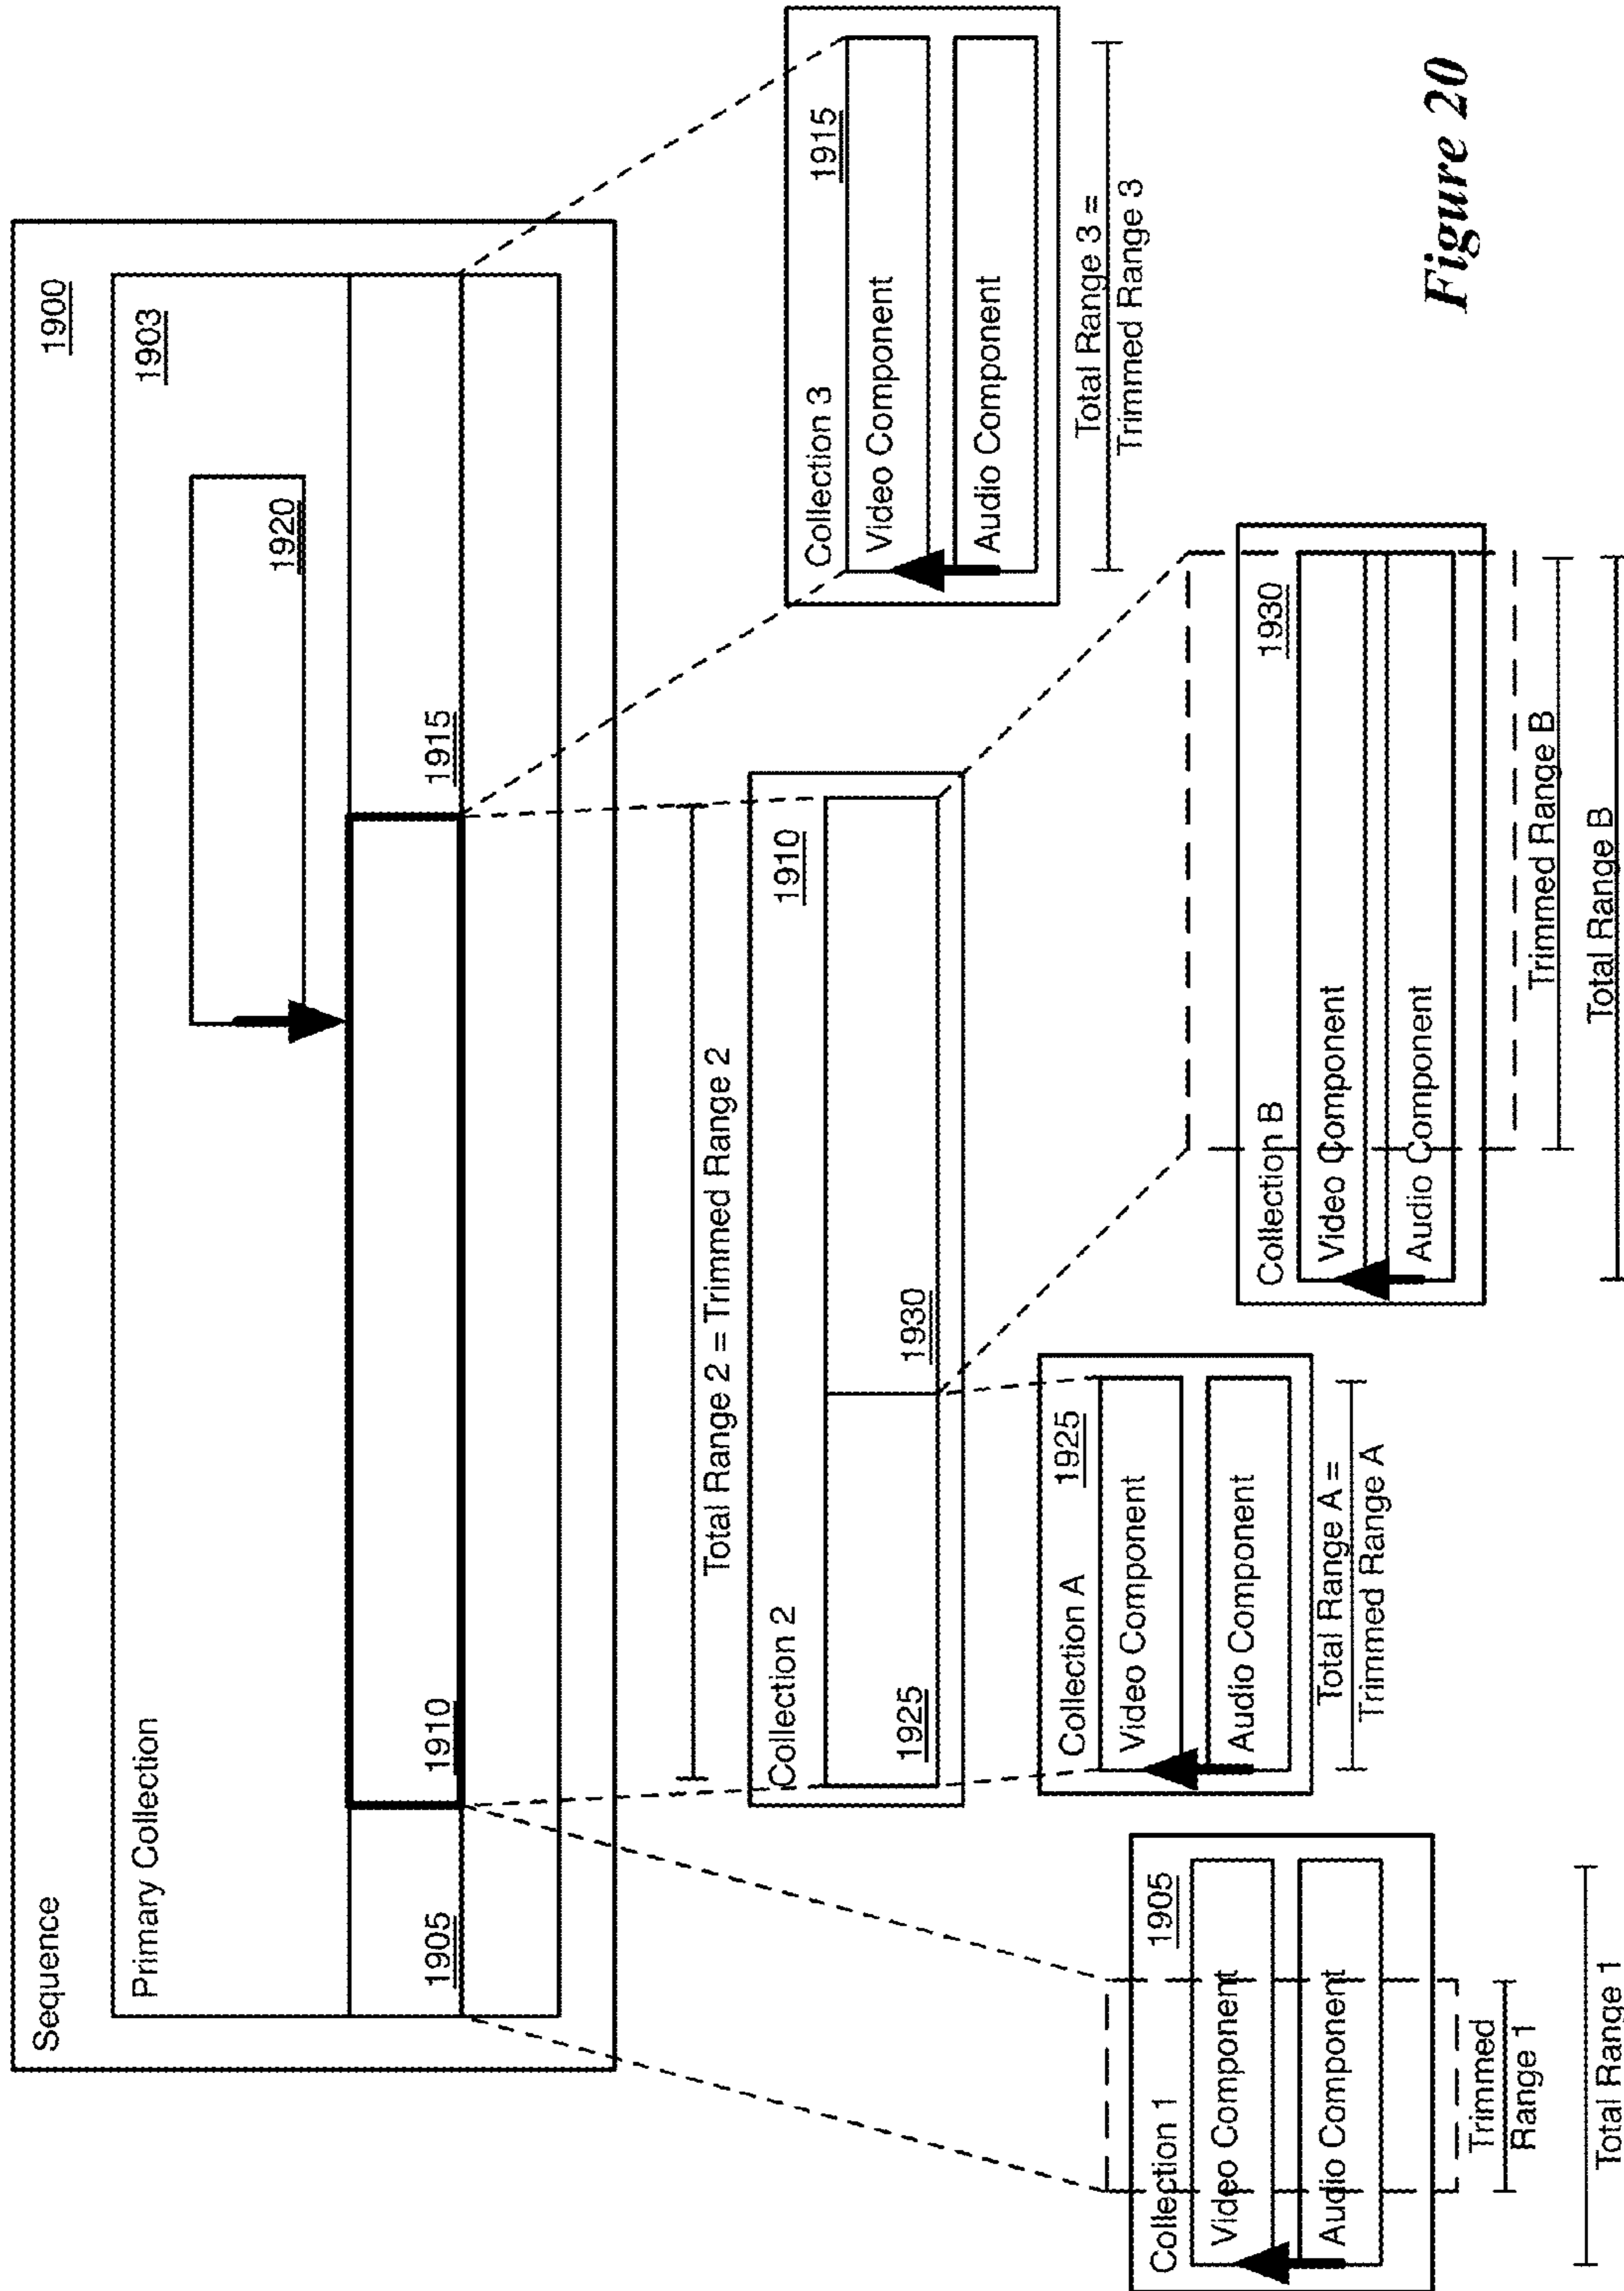 Sequence
1900
Primary Collection
1903
1920
1905
1910
1915
Total Range 2 = Trimmed Range 2
Collection 2
1910
1925
1930
Collection 3
1915
Video Component
Audio Component
Total Range 3 =
Trimmed Range 3
Collection 1
1905
Video Component
Audio Component
Trimmed
Range 1
Total Range 1
Collection A
1925
Video Component
Audio Component
Total Range A =
Trimmed Range A
Collection B
1930
Video Component
Audio Component
Trimmed Range B
Total Range B
Figure 20